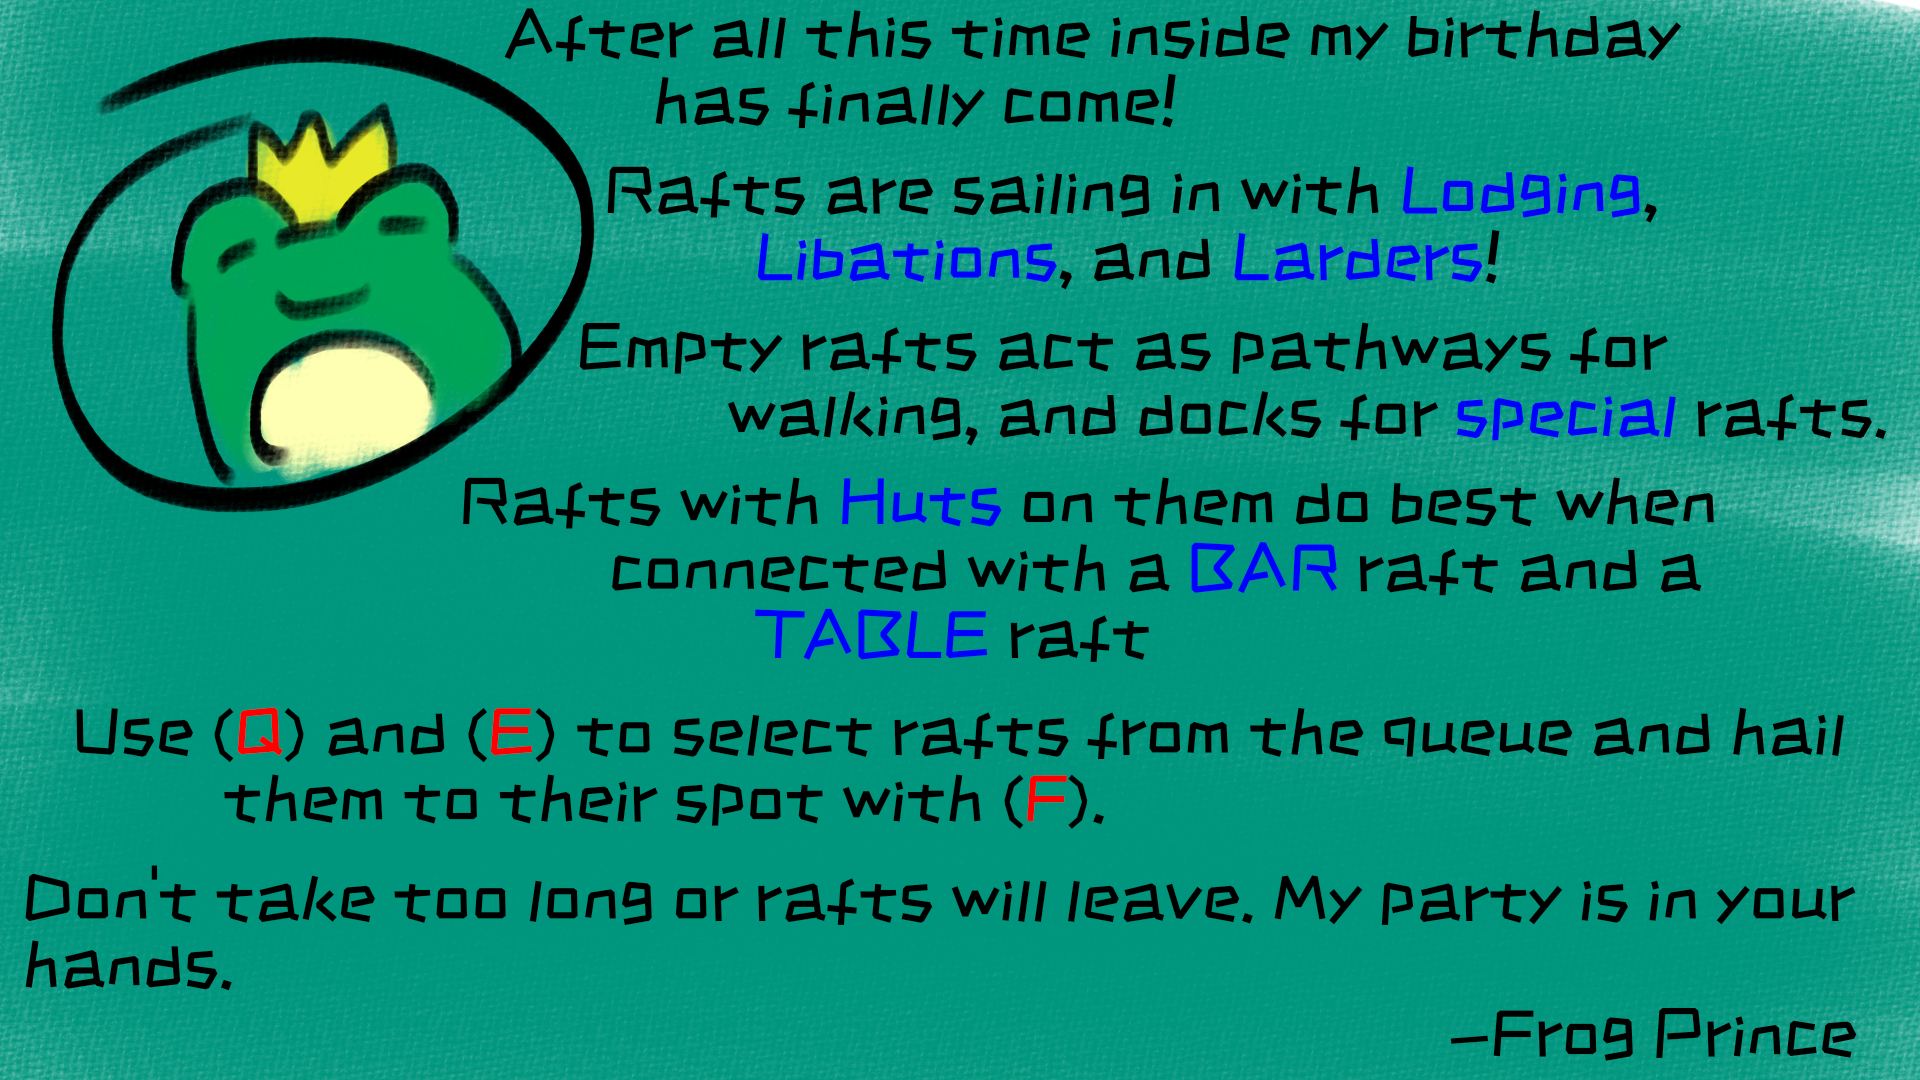 After all this time inside my birthday
has finally come!
Rafts are sailing in with Lodging,
Libations, and Larders!
Empty rafts act as pathways for
walking, and docks for special rafts.
Rafts with Huts on them do best when
connected with a BAR raft and a
TABLE raft
Use (Q) and (E) to select rafts from the queue and hail
them to their spot with (F).
Don't take too long or rafts will leave. My party is in your
hands.
-Frog Prince